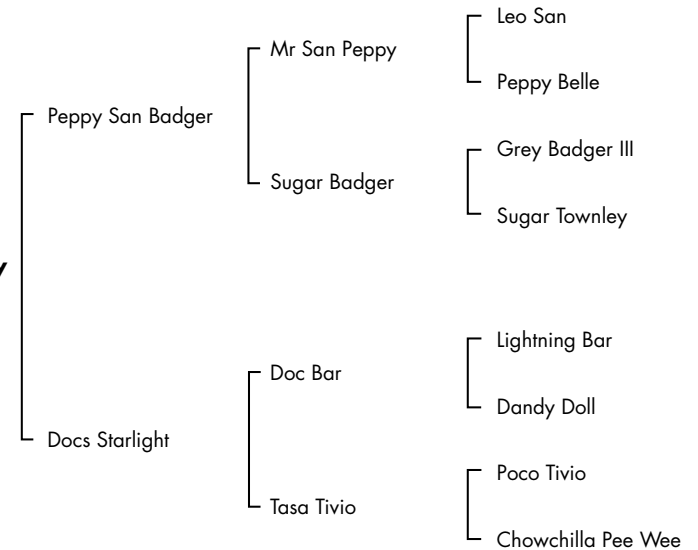 Leo San
Mr San Peppy
Peppy Belle
Peppy San Badger
Grey Badger III
Sugar Badger
Sugar Townley
Lightning Bar
Doc Bar
Dandy Doll
Docs Starlight
Poco Tivio
Tasa Tivio
Chowchilla Pee Wee